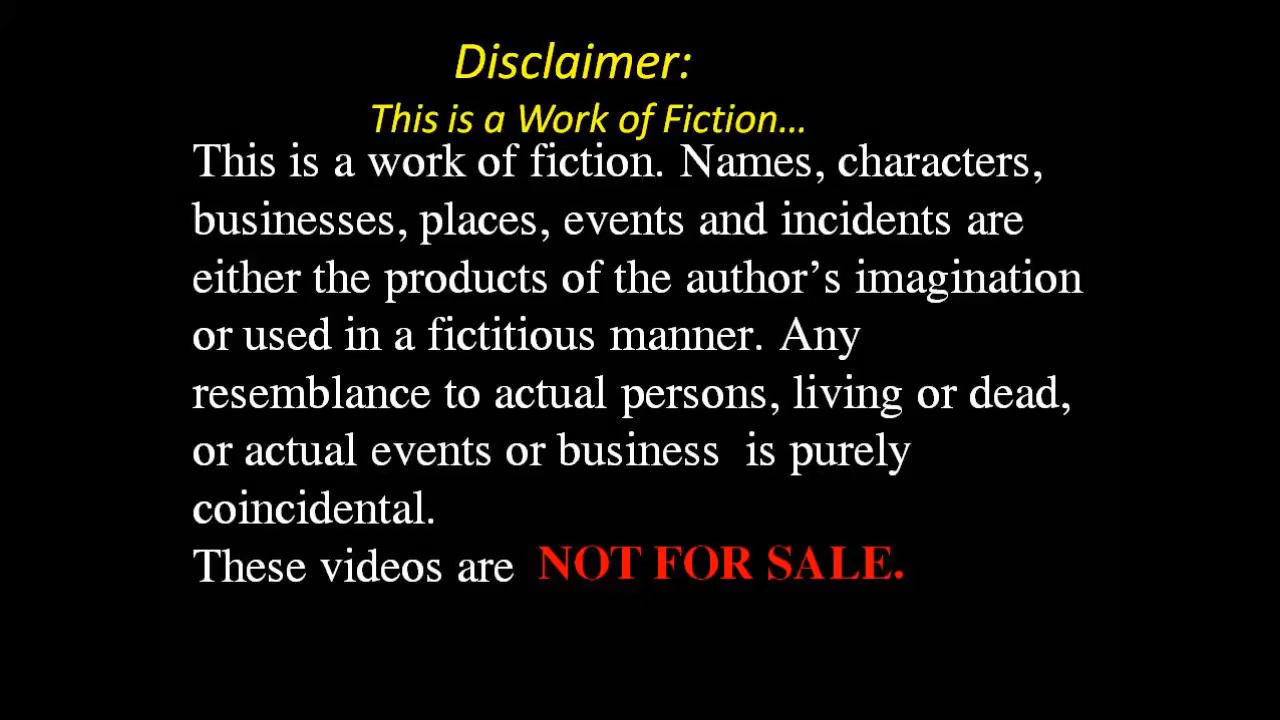 Disclaimer:
This is a Work of Fiction...
This is a work of fiction. Names, characters,
businesses, places, events and incidents are
either the products of the author’s imagination
or used in a fictitious manner. Any
resemblance to actual persons, living or dead,
or actual events or business  is purely
coincidental.
These videos are NOT FOR SALE.